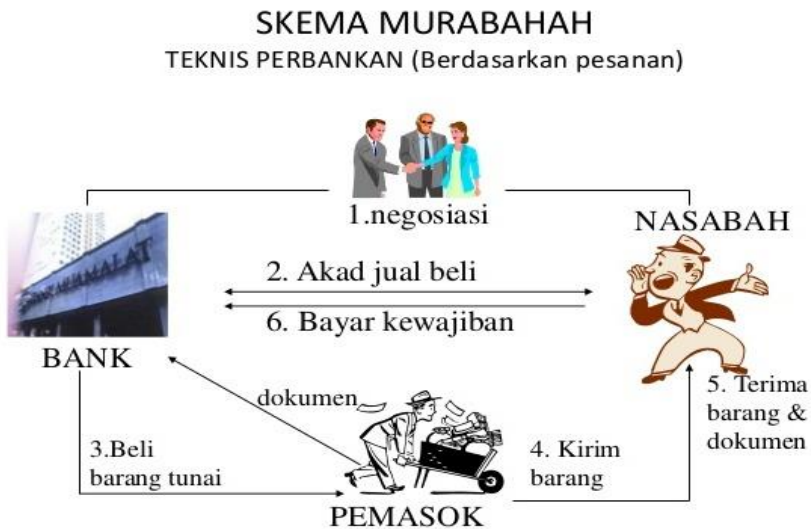 SKEMA MURABAHAH
TEKNIS PERBANKAN (Berdasarkan pesanan)
1.negosiasi
NASABAH
MUAMALAT
2. Akad jual beli
6. Bayar kewajiban
BANK
dokumen
5. Terima
barang &
dokumen
3.Beli
barang tunai
4. Kirim
barang
PEMASOK